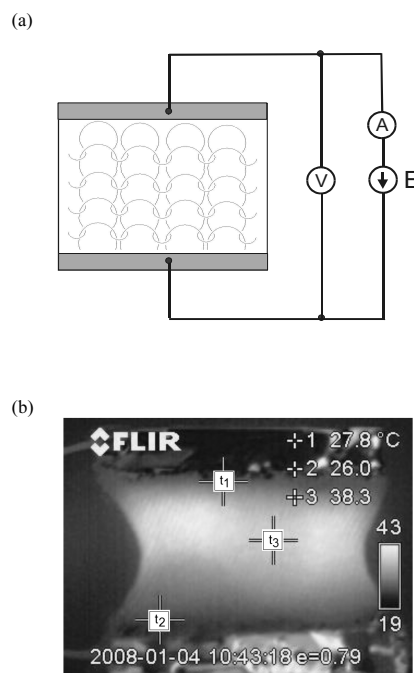 (a)
A
V
E
(b)
FLIR
1 27.8 °C
2 26.0
3 38.3
t1
t3
t2
43
19
2008-01-04 10:43:18 e=0.79